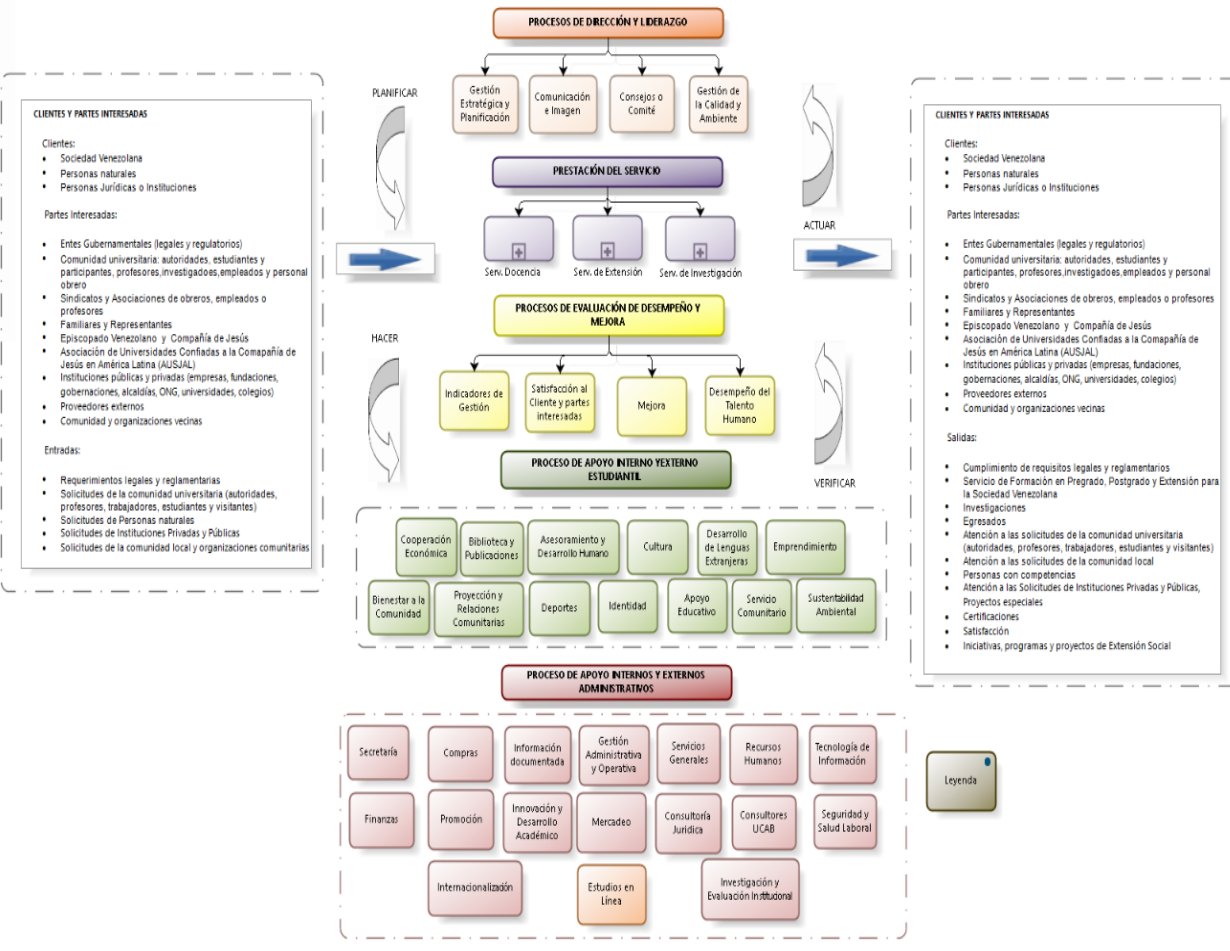 PROCESOS DE DIRECCIÓN Y LIDERAZGO
Gestión
Estratégica y
Planificación
Comunicación
e Imagen
Consejos o
Comité
Gestión de
la Calidad y
Ambiente
PLANIFICAR
CLIENTES Y PARTES INTERESADAS
Clientes:
• Sociedad Venezolana
• Personas naturales
• Personas Jurídicas o Instituciones
Partes Interesadas:
• Entes Gubernamentales (legales y regulatorios)
• Comunidad universitaria: autoridades, estudiantes y
participantes, profesores,investigadoes,empleados y personal
obrero
• Sindicatos y Asociaciones de obreros, empleados o
profesores
• Familiares y Representantes
• Episcopado Venezolano y Compañía de Jesús
• Asociación de Universidades Confiadas a la Comapañía de
Jesús en América Latina (AUSJAL)
• Instituciones públicas y privadas (empresas, fundaciones,
gobernaciones, alcaldías, ONG, universidades, colegios)
• Proveedores externos
• Comunidad y organizaciones vecinas
Entradas:
• Requerimientos legales y reglamentarias
• Solicitudes de la comunidad universitaria (autoridades,
profesores, trabajadores, estudiantes y visitantes)
• Solicitudes de Personas naturales
• Solicitudes de Instituciones Privadas y Públicas
• Solicitudes de la comunidad local y organizaciones comunitarias
PRESTACIÓN DEL SERVICIO
Serv. Docencia
Serv. de Extensión
Serv. de Investigación
ACTUAR
PROCESOS DE EVALUACIÓN DE DESEMPEÑO Y
MEJORA
HACER
Indicadores de
Gestión
Satisfacción al
Cliente y partes
interesadas
Mejora
Desempeño del
Talento
Humano
VERIFICAR
PROCESO DE APOYO INTERNO YEXTERNO
ESTUDIANTIL
Cooperación
Económica
Biblioteca y
Publicaciones
Asesoramiento y
Desarrollo Humano
Cultura
Desarrollo
de Lenguas
Extranjeras
Emprendimiento
Bienestar a la
Comunidad
Proyección y
Relaciones
Comunitarias
Deportes
Identidad
Apoyo
Educativo
Servicio
Comunitario
Sustentabilidad
Ambiental
CLIENTES Y PARTES INTERESADAS
Clientes:
• Sociedad Venezolana
• Personas naturales
• Personas Jurídicas o Instituciones
Partes Interesadas:
• Entes Gubernamentales (legales y regulatorios)
• Comunidad universitaria: autoridades, estudiantes y
participantes, profesores,investigadoes,empleados y personal
obrero
• Sindicatos y Asociaciones de obreros, empleados o profesores
• Familiares y Representantes
• Episcopado Venezolano y Compañía de Jesús
• Asociación de Universidades Confiadas a la Comapañía de
Jesús en América Latina (AUSJAL)
• Instituciones públicas y privadas (empresas, fundaciones,
gobernaciones, alcaldías, ONG, universidades, colegios)
• Proveedores externos
• Comunidad y organizaciones vecinas
Salidas:
• Cumplimiento de requisitos legales y reglamentarios
• Servicio de Formación en Pregrado, Postgrado y Extensión para
la Sociedad Venezolana
• Investigaciones
• Egresados
• Atención a las solicitudes de la comunidad universitaria
(autoridades, profesores, trabajadores, estudiantes y visitantes)
• Atención a las solicitudes de la comunidad local
• Personas con competencias
• Atención a las Solicitudes de Instituciones Privadas y Públicas,
Proyectos especiales
• Certificaciones
• Satisfacción
• Iniciativas, programas y proyectos de Extensión Social
PROCESO DE APOYO INTERNOS Y EXTERNOS
ADMINISTRATIVOS
Secretaría
Compras
Información
documentada
Gestión
Administrativa
y Operativa
Servicios
Generales
Recursos
Humanos
Tecnología de
Información
Finanzas
Promoción
Innovación y
Desarrollo
Académico
Mercadeo
Consultoría
Juridica
Consultores
UCAB
Seguridad y
Salud Laboral
Internacionalización
Estudios en
Línea
Investigación y
Evaluación Institucional
Leyenda